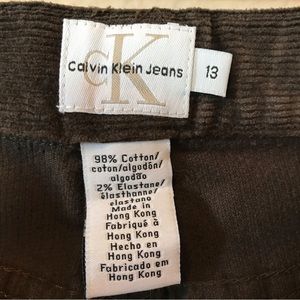 CK
Calvin Klein Jeans
13
98% Cotton/
coton/algodón/
algodão
2% Elastane/
élasthanne/
elastano
Made in
Hong Kong
Fabriqué à
Hong Kong
Hecho en
Hong Kong
Fabricado em
Hong Kong